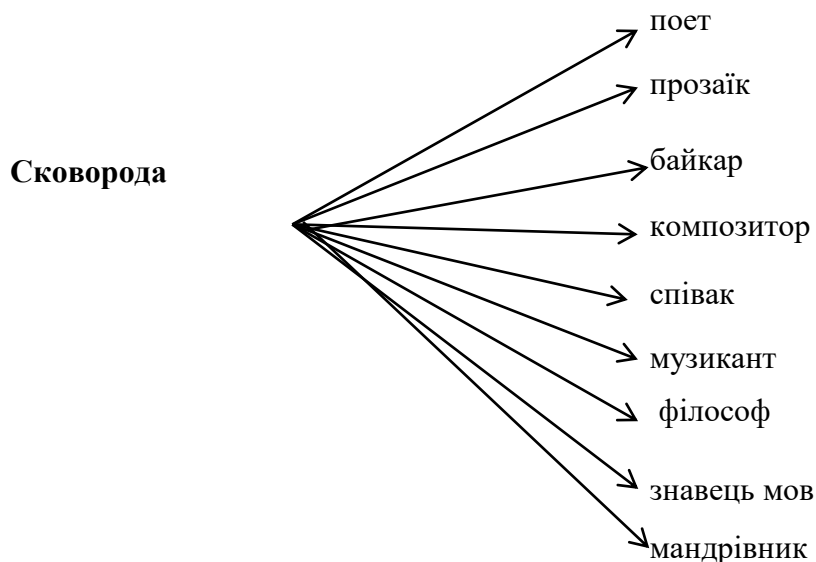 поет
прозаїк
байкар
Сковорода
композитор
співак
музикант
філософ
знавець мов
мандрівник